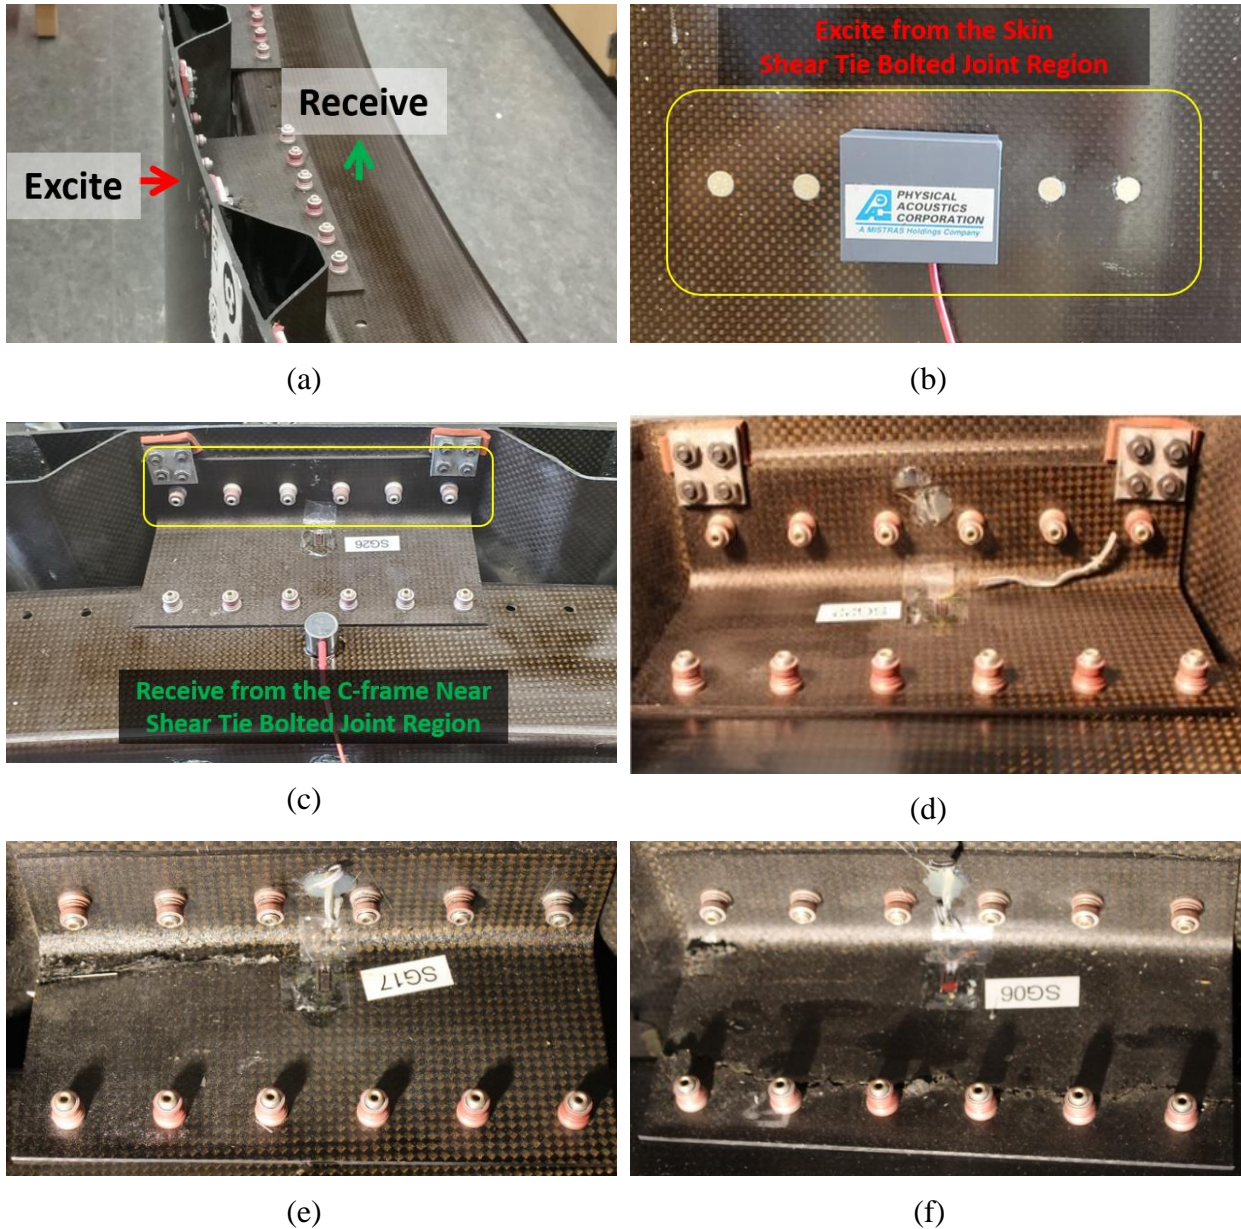 Receive
Excite
(a)
Excite from the Skin
Shear Tie Bolted Joint Region
PHYSICAL
ACOUSTICS
CORPORATION
A MISTRAS Holdings Company
(b)
SG26
Receive from the C-frame Near
Shear Tie Bolted Joint Region
(c)
(d)
SG17
(e)
SG06
(f)